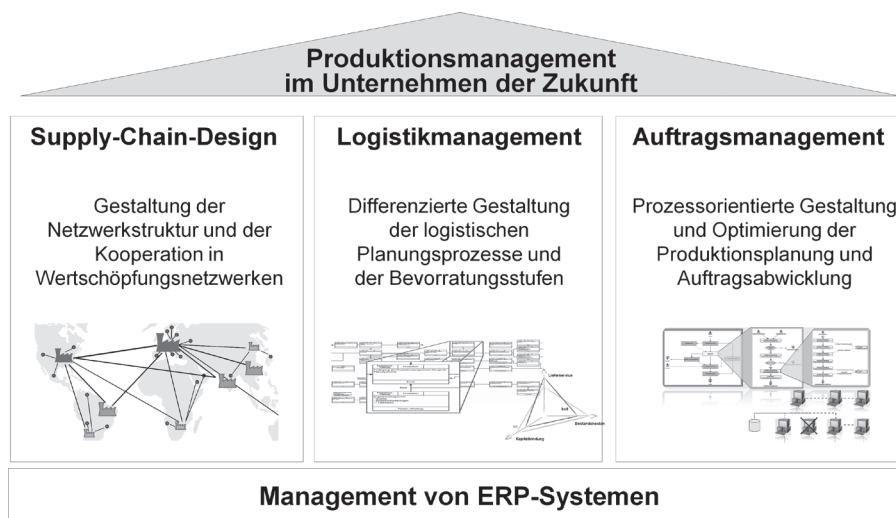 Produktionsmanagement
im Unternehmen der Zukunft
Supply-Chain-Design
Gestaltung der
Netzwerkstruktur und der
Kooperation in
Wertschöpfungsnetzwerken
Logistikmanagement
Differenzierte Gestaltung
der logistischen
Planungsprozesse und
der Bevorratungsstufen
Lieferservice
Bestandskosten
Kapitalbindung
Auftragsmanagement
Prozessorientierte Gestaltung
und Optimierung der
Produktionsplanung und
Auftragsabwicklung
Management von ERP-Systemen